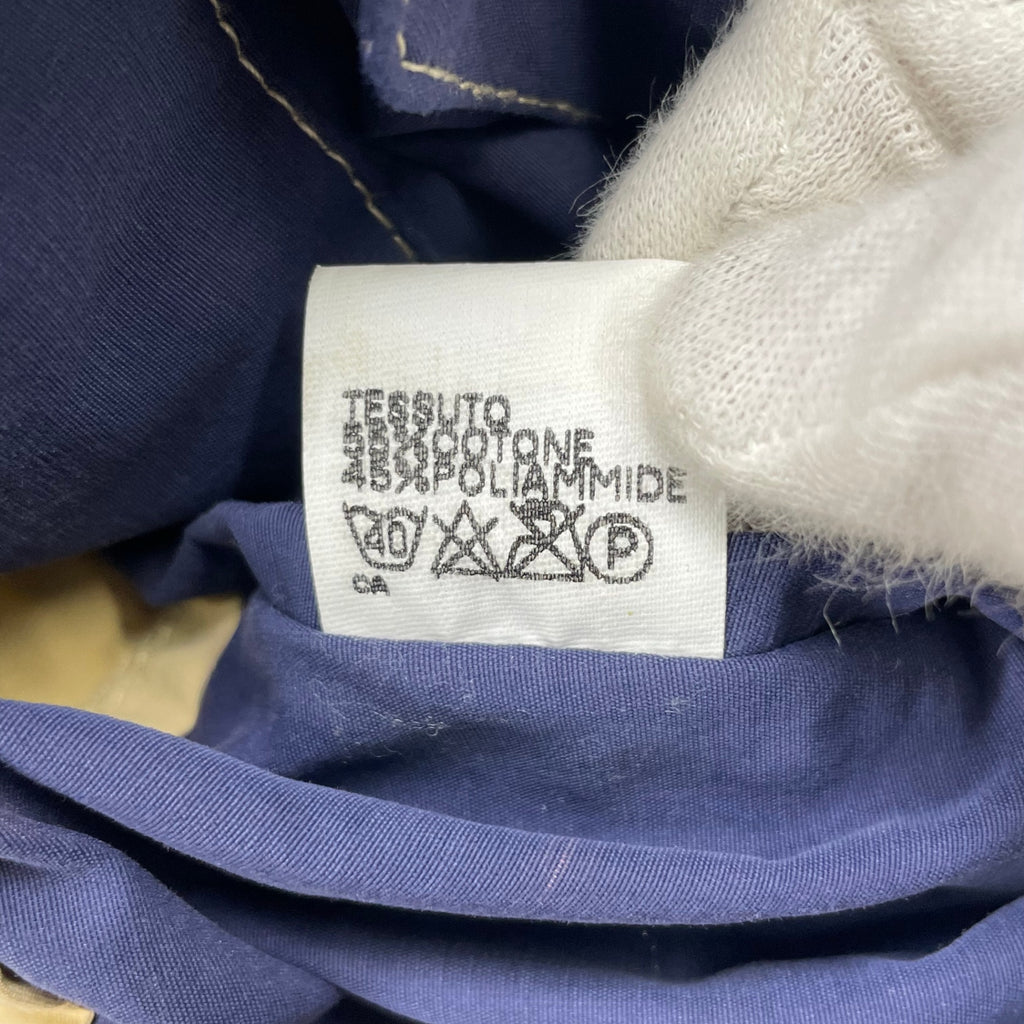 TESSUTO
55%COTONE
45%POLIAMMIDE
40 P